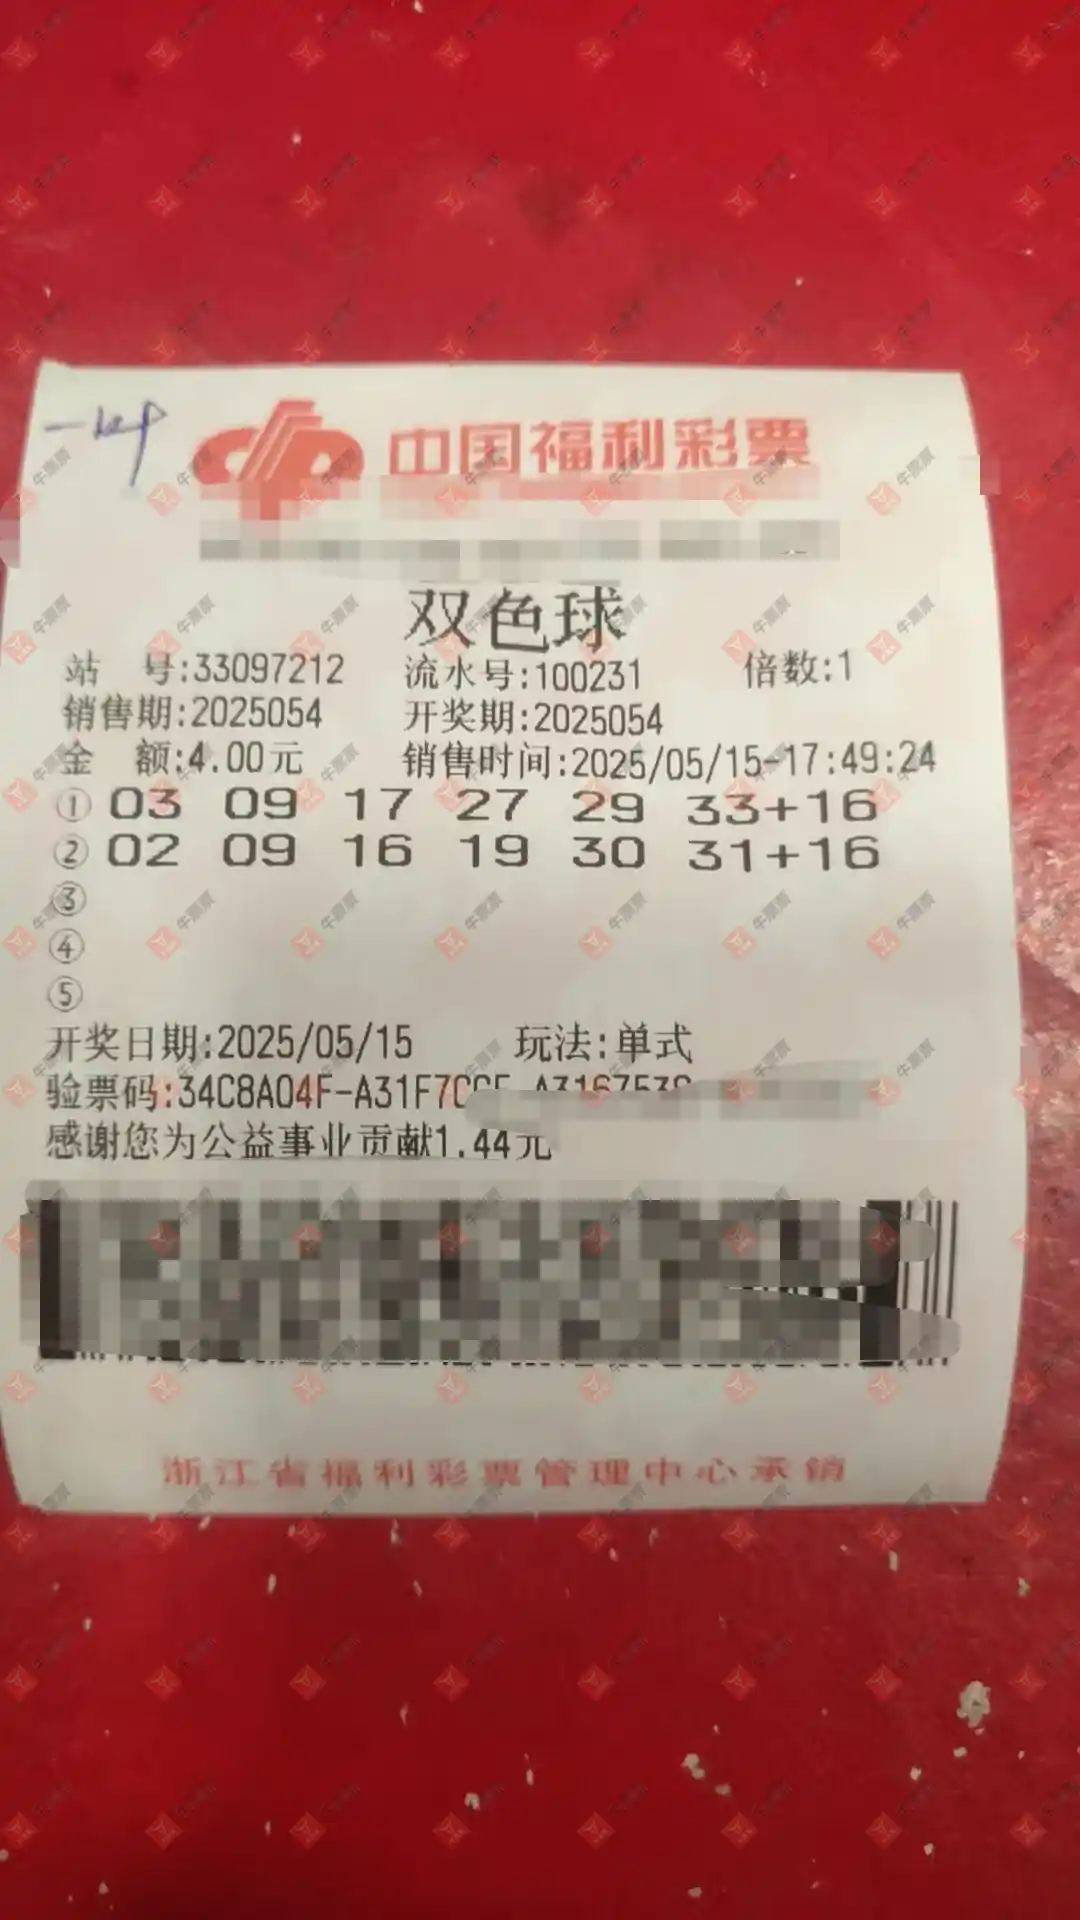 中国福利彩票
双色球
站 号:33097212 流水号:100231 倍数:1
销售期:2025054 开奖期:2025054
金 额:4.00元 销售时间:2025/05/15-17:49:24
① 03 09 17 27 29 33+16
② 02 09 16 19 30 31+16
③
④
⑤
开奖日期:2025/05/15 玩法:单式
验票码:34C8A04F-A31F7C
感谢您为公益事业贡献1.44元
浙江省福利彩票管理中心承销